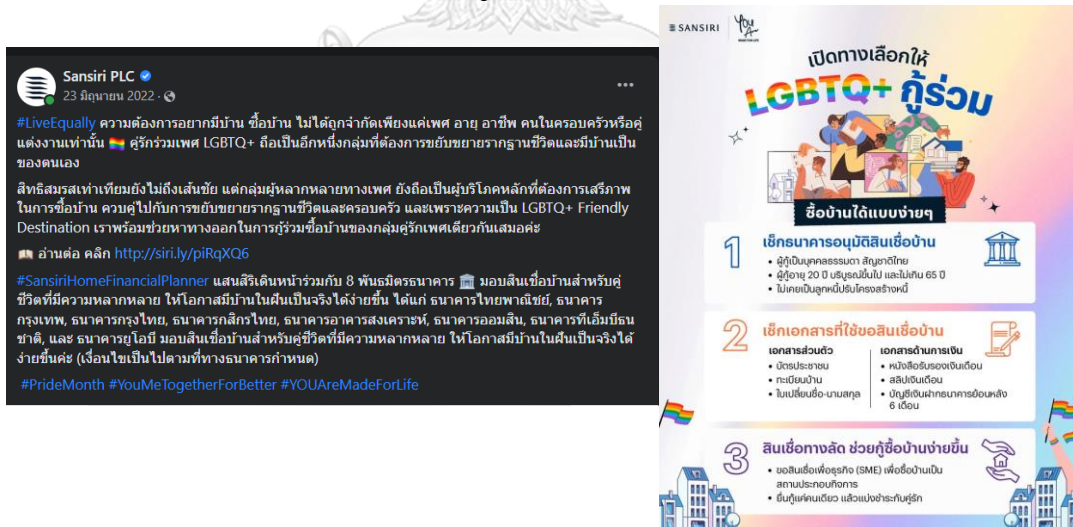 Sansiri PLC
23 มิถุนายน 2022 ·
#LiveEqually ความต้องการอยากมีบ้าน ซื้อบ้าน ไม่ได้ถูกจำกัดเพียงแค่เพศ อายุ อาชีพ คนในครอบครัวหรือคู่
แต่งงานเท่านั้น 🏳️‍🌈 คู่รักร่วมเพศ LGBTQ+ ถือเป็นอีกหนึ่งกลุ่มที่ต้องการขยับขยายรากฐานชีวิตและมีบ้านเป็น
ของตนเอง
สิทธิสมรสเท่าเทียมยังไม่ถึงเส้นชัย แต่กลุ่มผู้หลากหลายทางเพศ ยังถือเป็นผู้บริโภคหลักที่ต้องการเสรีภาพ
ในการซื้อบ้าน ควบคู่ไปกับการขยับขยายรากฐานชีวิตและครอบครัว และเพราะความเป็น LGBTQ+ Friendly
Destination เราพร้อมช่วยหาทางออกในการกู้ร่วมซื้อบ้านของกลุ่มคู่รักเพศเดียวกันเสมอค่ะ
📖 อ่านต่อ คลิก http://siri.ly/piRqXQ6
#SansiriHomeFinancialPlanner แสนสิริเดินหน้าร่วมกับ 8 พันธมิตรธนาคาร 🏦 มอบสินเชื่อบ้านสำหรับคู่
ชีวิตที่มีความหลากหลาย ให้โอกาสมีบ้านในฝันเป็นจริงได้ง่ายขึ้น ได้แก่ ธนาคารไทยพาณิชย์, ธนาคาร
กรุงเทพ, ธนาคารกรุงไทย, ธนาคารกสิกรไทย, ธนาคารอาคารสงเคราะห์, ธนาคารออมสิน, ธนาคารทีเอ็มบีธน
ชาติ, และ ธนาคารยูโอบี มอบสินเชื่อบ้านสำหรับคู่ชีวิตที่มีความหลากหลาย ให้โอกาสมีบ้านในฝันเป็นจริงได้
ง่ายขึ้นค่ะ (เงื่อนไขเป็นไปตามที่ทางธนาคารกำหนด)
#PrideMonth #YouMeTogetherForBetter #YOUAreMadeForLife
SANSIRI
You Are
MADE FOR LIFE
เปิดทางเลือกให้
LGBTQ+ กู้ร่วม
ซื้อบ้านได้แบบง่ายๆ
1 เช็กธนาคารอนุมัติสินเชื่อบ้าน
• ผู้กู้เป็นบุคคลธรรมดา สัญชาติไทย
• ผู้กู้อายุ 20 ปี บริบูรณ์ขึ้นไป และไม่เกิน 65 ปี
• ไม่เคยเป็นลูกหนี้ปรับโครงสร้างหนี้
2 เช็กเอกสารที่ใช้ขอสินเชื่อบ้าน
เอกสารส่วนตัว
• บัตรประชาชน
• ทะเบียนบ้าน
• ใบเปลี่ยนชื่อ-นามสกุล
เอกสารด้านการเงิน
• หนังสือรับรองเงินเดือน
• สลิปเงินเดือน
• บัญชีเงินฝากธนาคารย้อนหลัง
6 เดือน
3 สินเชื่อทางลัด ช่วยกู้ซื้อบ้านง่ายขึ้น
• ขอสินเชื่อเพื่อธุรกิจ (SME) เพื่อซื้อบ้านเป็น
สถานประกอบกิจการ
• ยื่นกู้แค่คนเดียว แล้วแบ่งชำระกับคู่รัก